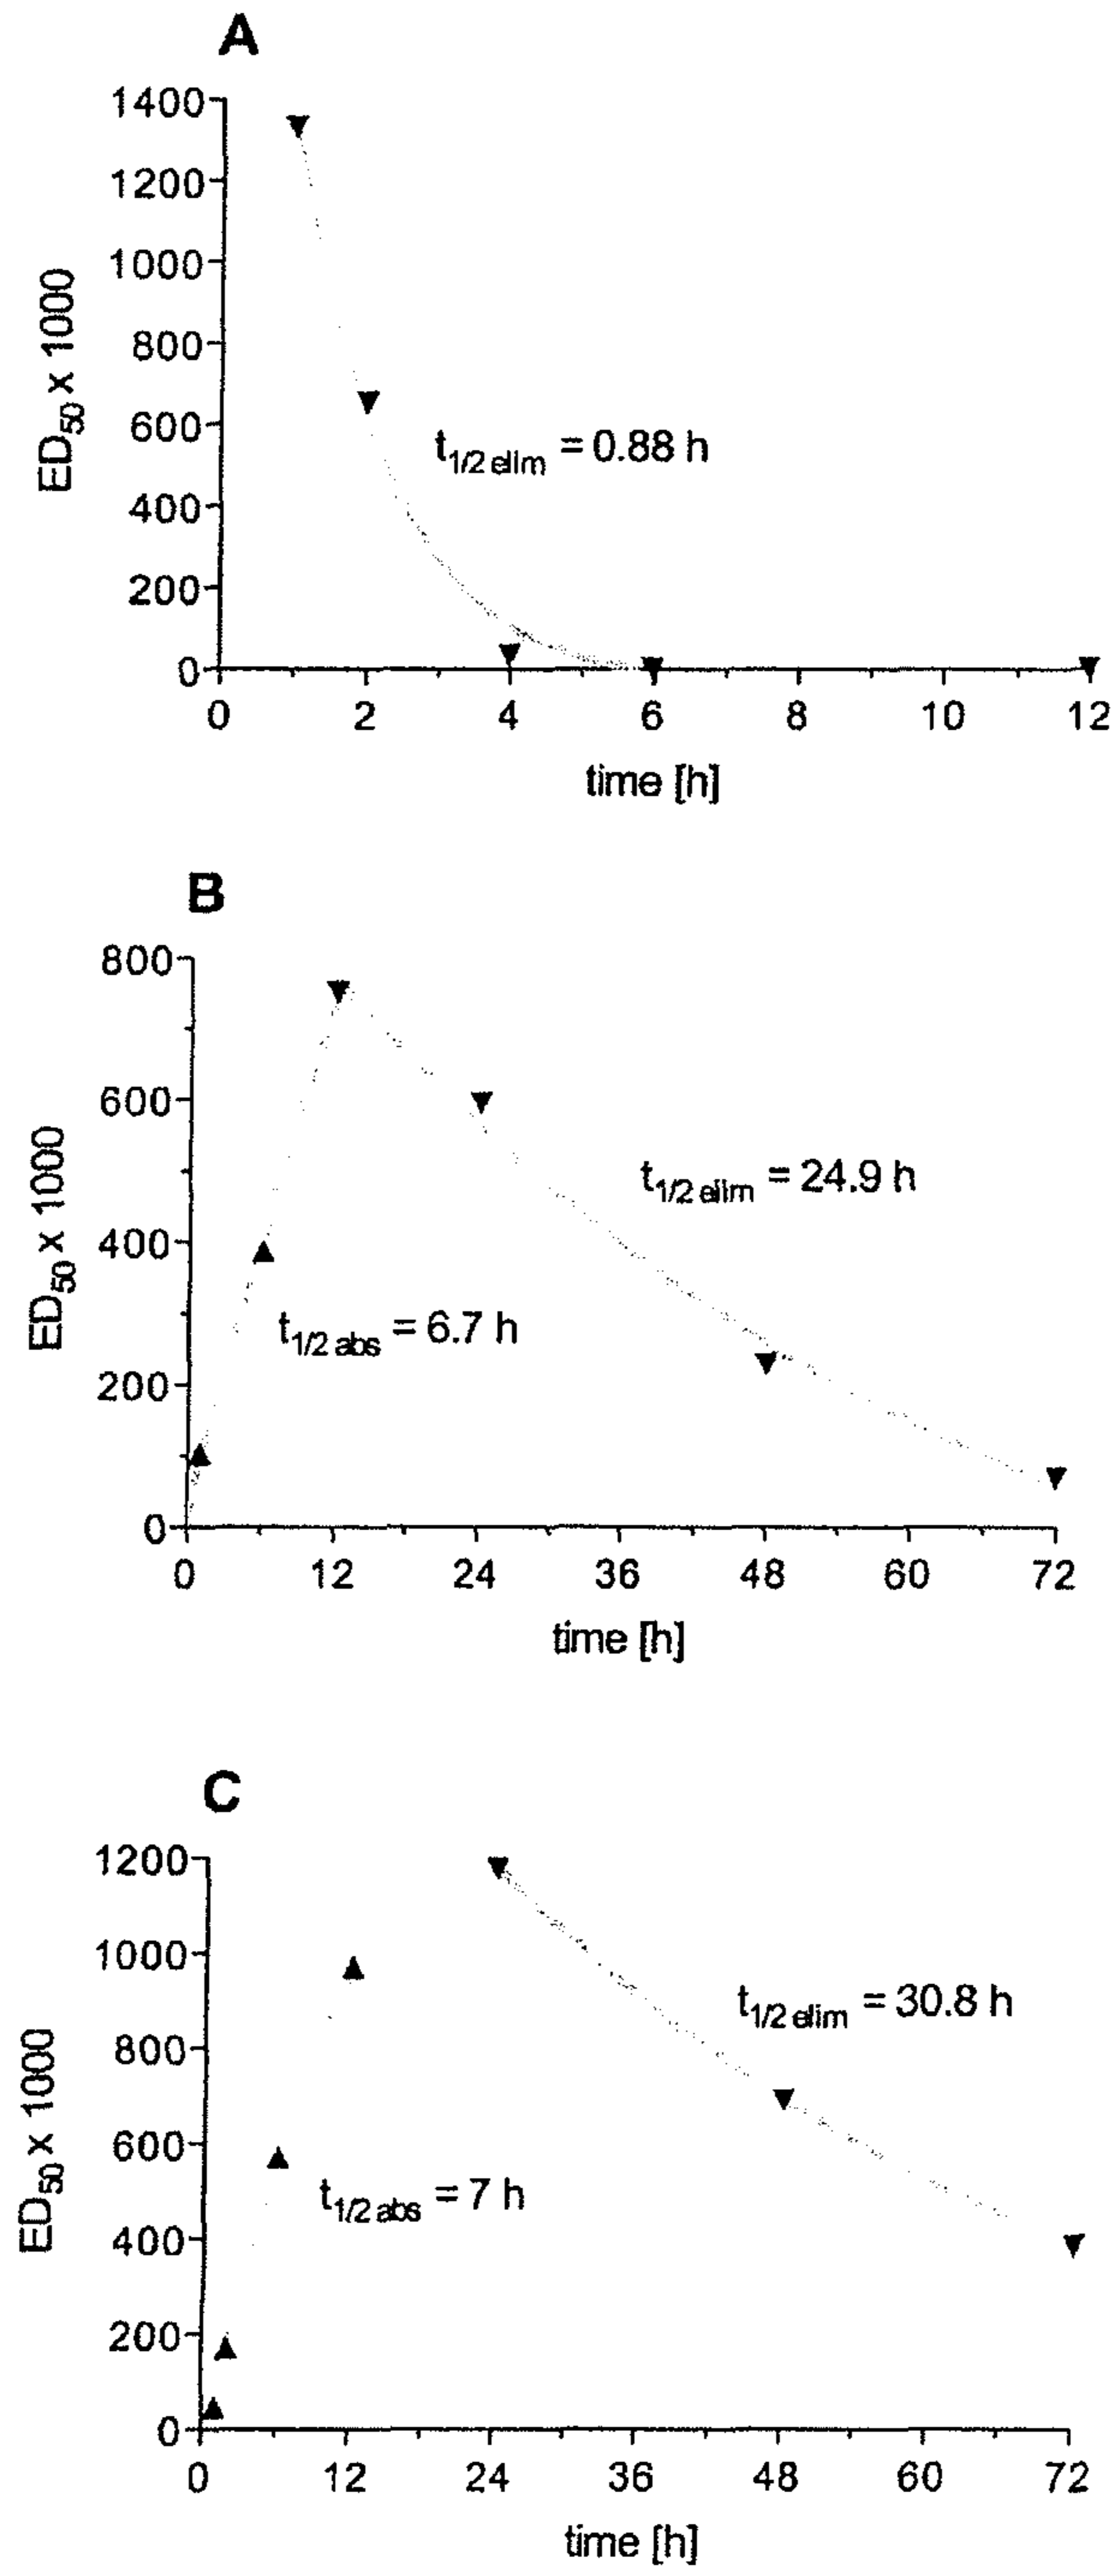 A
1400
1200
1000
800
600
400
200
0
ED50 x 1000
t1/2 elim = 0.88 h
0 2 4 6 8 10 12
time [h]
B
800
600
400
200
0
ED50 x 1000
t1/2 elim = 24.9 h
t1/2 abs = 6.7 h
0 12 24 36 48 60 72
time [h]
C
1200
1000
800
600
400
200
0
ED50 x 1000
t1/2 elim = 30.8 h
t1/2 abs = 7 h
0 12 24 36 48 60 72
time [h]